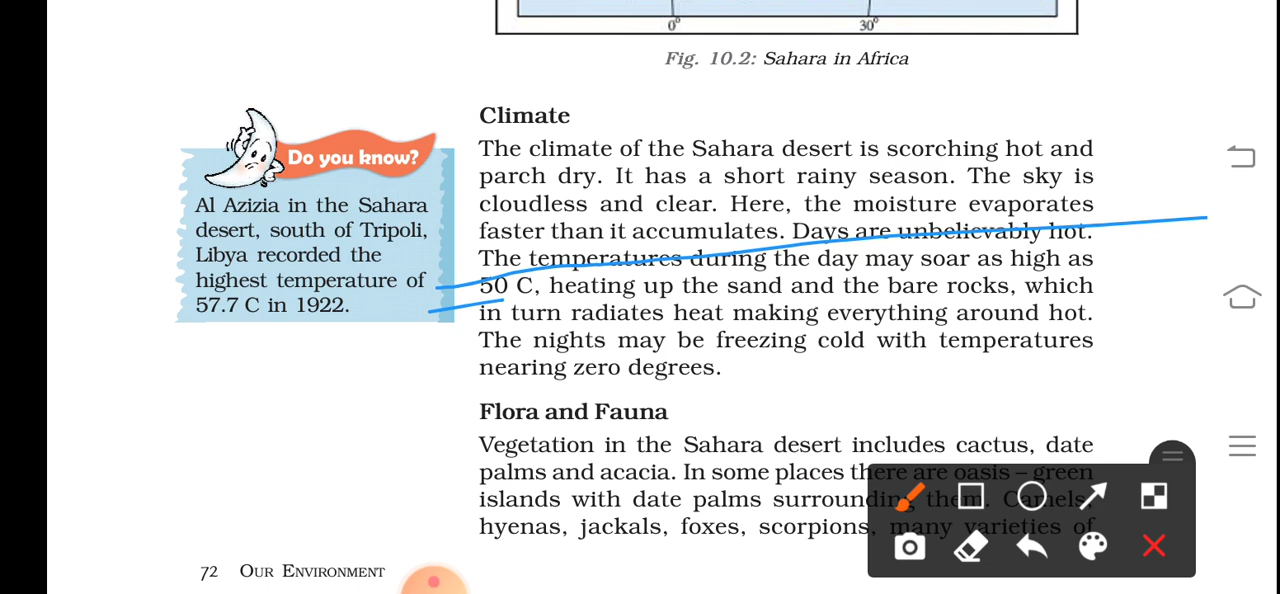 0° 30°
Fig. 10.2: Sahara in Africa
Do you know?
Al Azizia in the Sahara
desert, south of Tripoli,
Libya recorded the
highest temperature of
57.7 C in 1922.
Climate
The climate of the Sahara desert is scorching hot and
parch dry. It has a short rainy season. The sky is
cloudless and clear. Here, the moisture evaporates
faster than it accumulates. Days are unbelievably hot.
The temperatures during the day may soar as high as
50 C, heating up the sand and the bare rocks, which
in turn radiates heat making everything around hot.
The nights may be freezing cold with temperatures
nearing zero degrees.
Flora and Fauna
Vegetation in the Sahara desert includes cactus, date
palms and acacia. In some places there are oasis – green
islands with date palms surrounding them. Camels,
hyenas, jackals, foxes, scorpions, many varieties of
72 OUR ENVIRONMENT